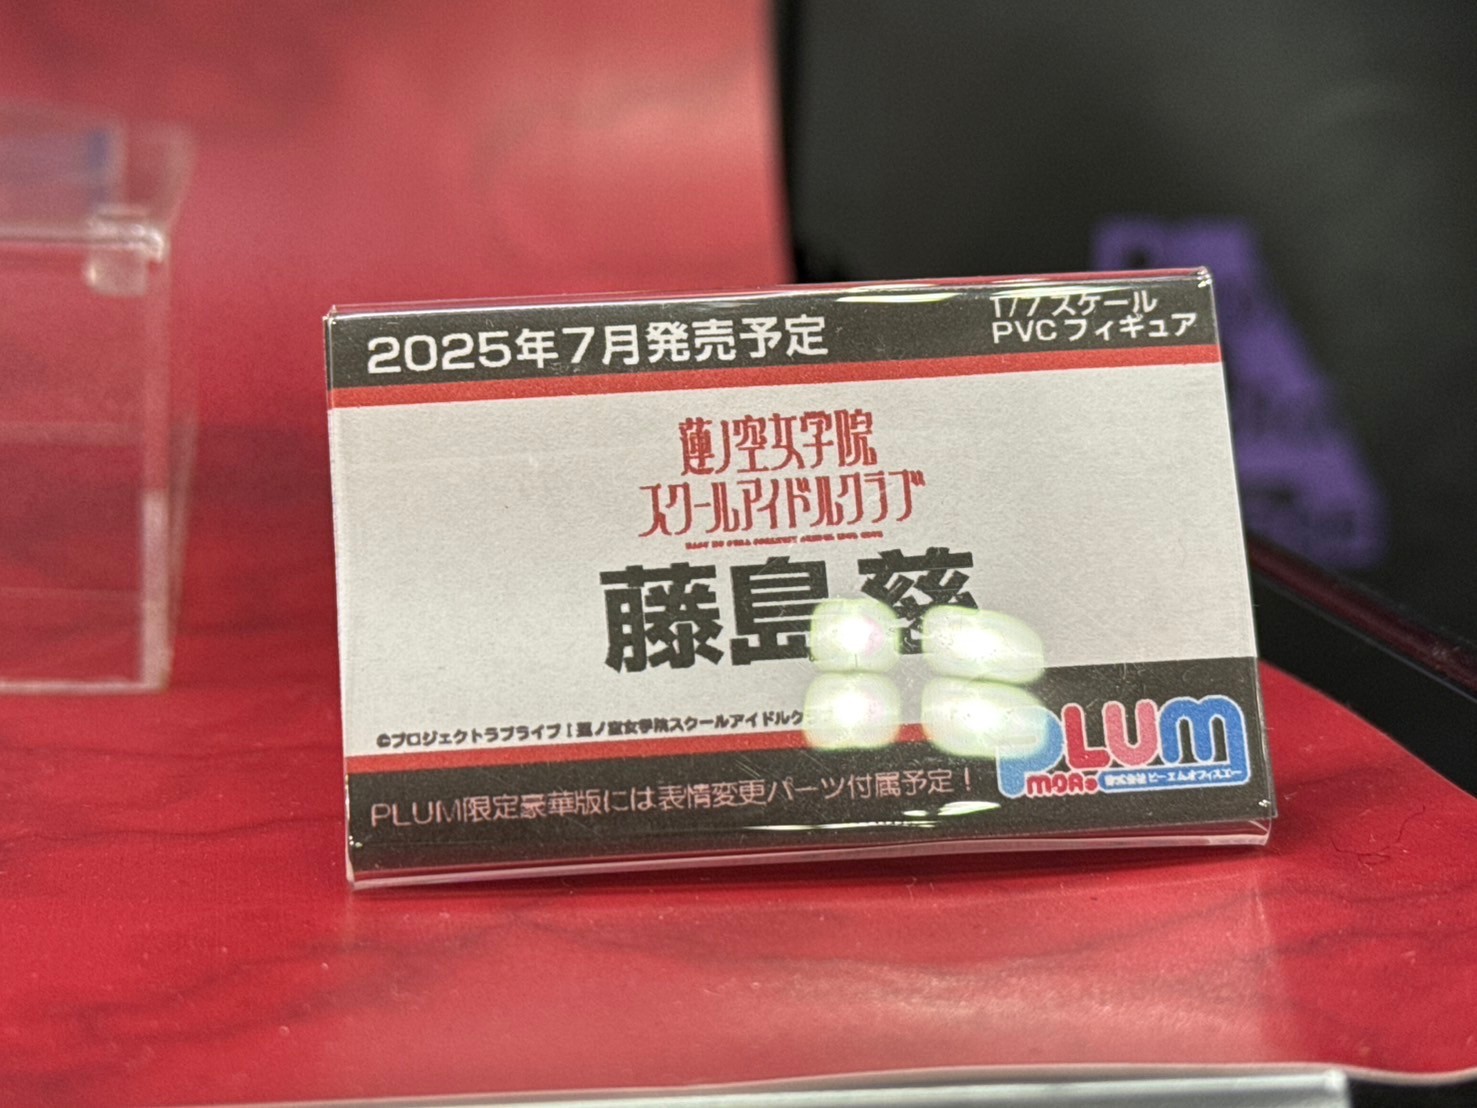 2025年7月発売予定
1/7スケール
PVCフィギュア
蓮ノ空女学院
スクールアイドルクラブ
藤島 慈
©プロジェクトラブライブ！蓮ノ空女学院スクールアイドルク
PLUM
PMOA
株式会社ピーエムオフィスエー
PLUM限定豪華版には表情変更パーツ付属予定！